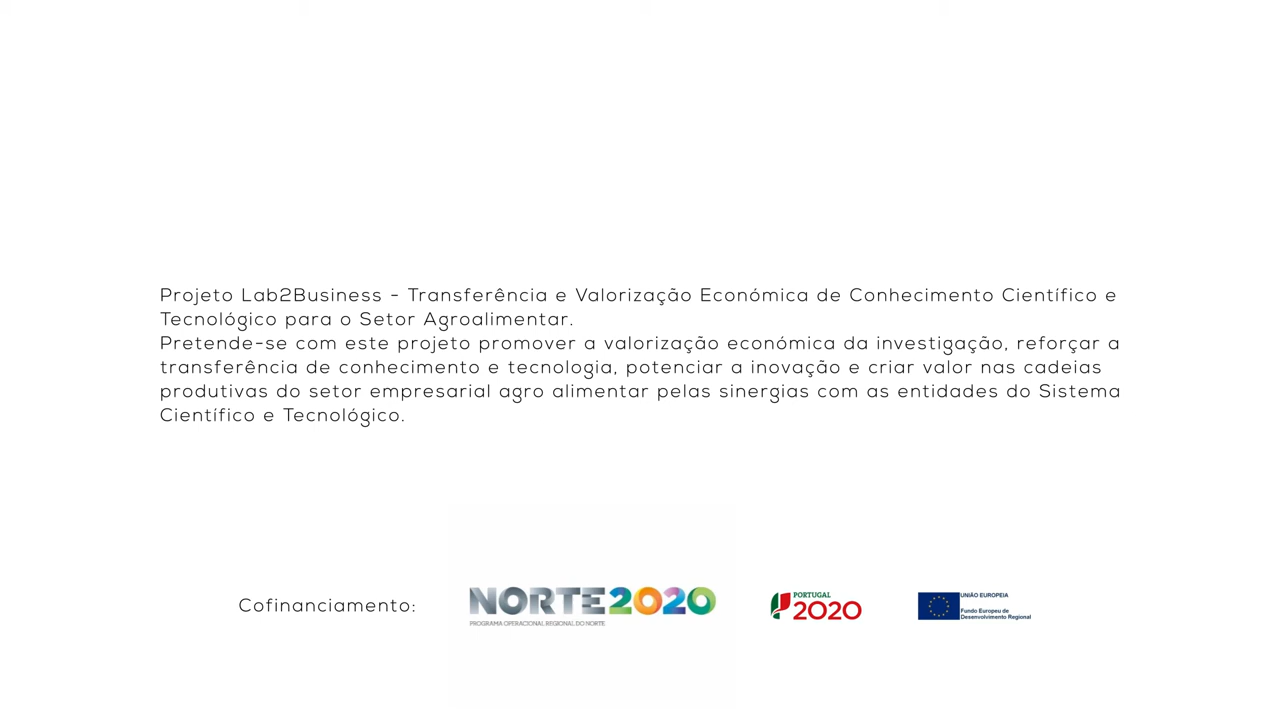 Projeto Lab2Business - Transferência e Valorização Económica de Conhecimento Científico e
Tecnológico para o Setor Agroalimentar.
Pretende-se com este projeto promover a valorização económica da investigação, reforçar a
transferência de conhecimento e tecnologia, potenciar a inovação e criar valor nas cadeias
produtivas do setor empresarial agro alimentar pelas sinergias com as entidades do Sistema
Científico e Tecnológico.
Cofinanciamento:
NORTE2020
PROGRAMA OPERACIONAL REGIONAL DO NORTE
PORTUGAL
2020
UNIÃO EUROPEIA
Fundo Europeu de
Desenvolvimento Regional